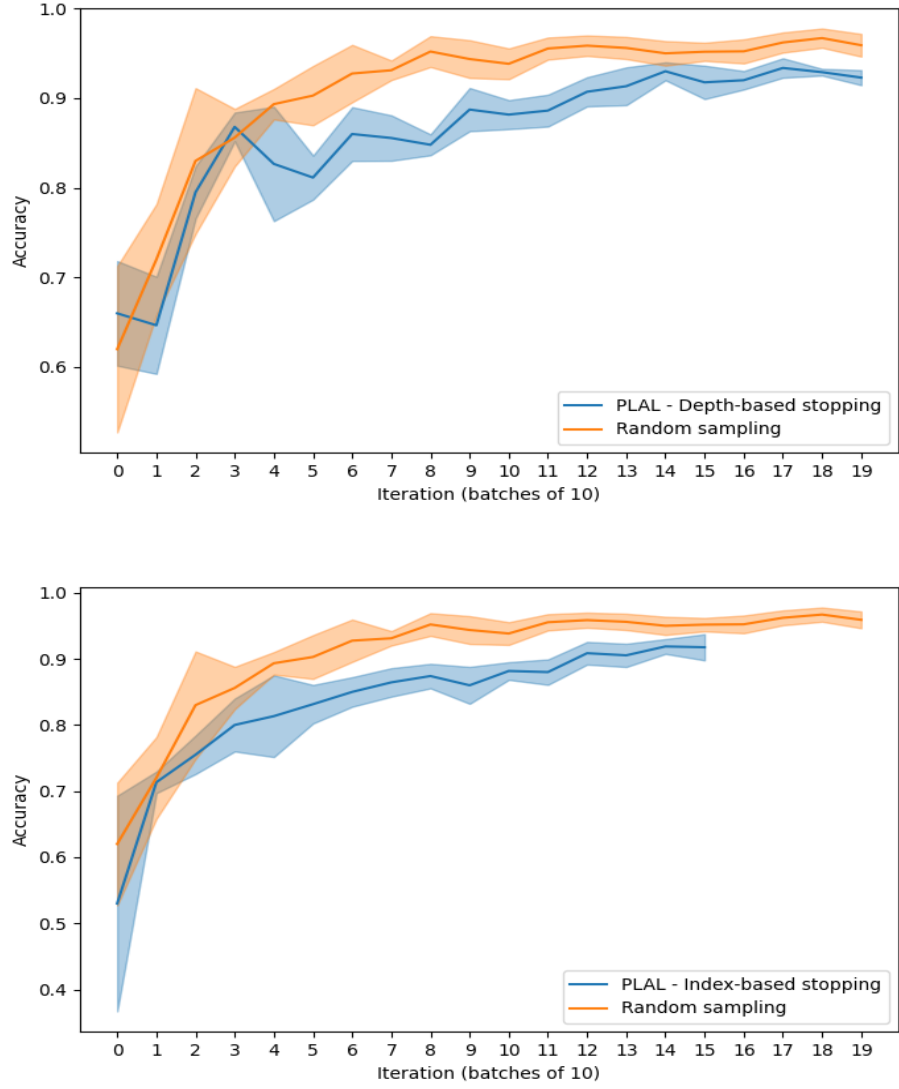 1.0
0.9
0.8
0.7
0.6
Accuracy
PLAL - Depth-based stopping
Random sampling
0 1 2 3 4 5 6 7 8 9 10 11 12 13 14 15 16 17 18 19
Iteration (batches of 10)
1.0
0.9
0.8
0.7
0.6
0.5
0.4
Accuracy
PLAL - Index-based stopping
Random sampling
0 1 2 3 4 5 6 7 8 9 10 11 12 13 14 15 16 17 18 19
Iteration (batches of 10)